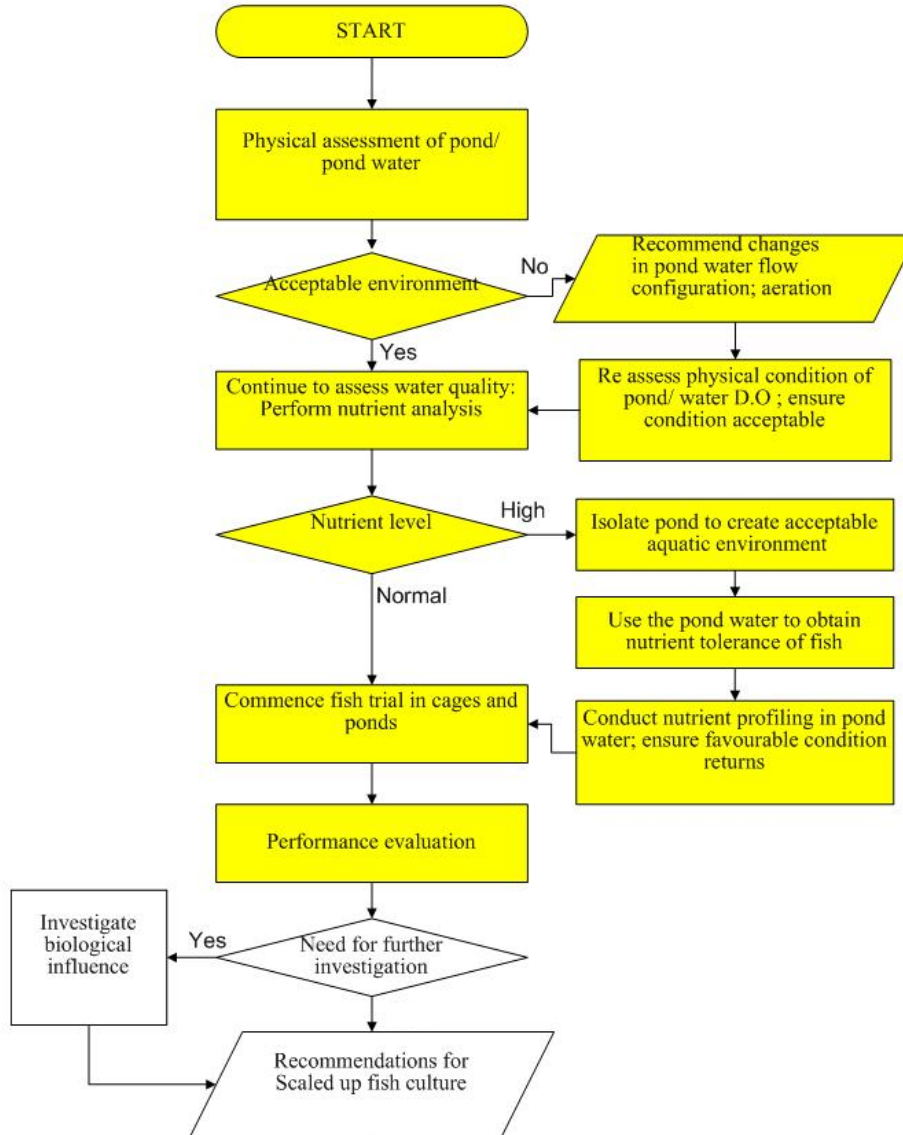 START
Physical assessment of pond/
pond water
Acceptable environment
No
Recommend changes
in pond water flow
configuration; aeration
Yes
Continue to assess water quality:
Perform nutrient analysis
Re assess physical condition of
pond/ water D.O ; ensure
condition acceptable
Nutrient level
High
Isolate pond to create acceptable
aquatic environment
Normal
Use the pond water to obtain
nutrient tolerance of fish
Commence fish trial in cages and
ponds
Conduct nutrient profiling in pond
water; ensure favourable condition
returns
Performance evaluation
Need for further
investigation
Yes
Investigate
biological
influence
Recommendations for
Scaled up fish culture